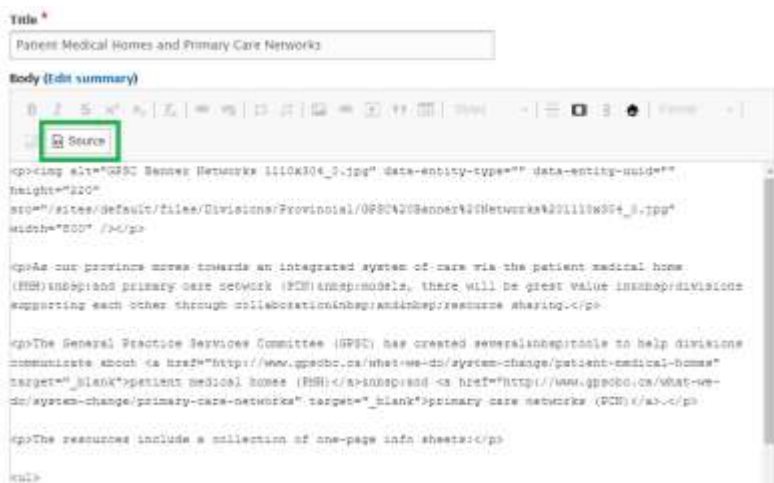 Title *
Patient Medical Homes and Primary Care Networks
Body (Edit summary)
Source
<p><img alt="GPSC Banner Networks 1110x304_0.jpg" data-entity-type="" data-entity-uuid=""
height="220"
src="/sites/default/files/Divisions/Provincial/GPSC%20Banner%20Networks%201110x304_0.jpg"
width="800" /></p>
<p>As our province moves towards an integrated system of care via the patient medical home
(PMH)&nbsp;and primary care network (PCN)&nbsp;models, there will be great value in&nbsp;divisions
supporting each other through collaboration&nbsp;and&nbsp;resource sharing.</p>
<p>The General Practice Services Committee (GPSC) has created several&nbsp;tools to help divisions
communicate about <a href="http://www.gpscbc.ca/what-we-do/system-change/patient-medical-homes"
target="_blank">patient medical homes (PMH)</a>&nbsp;and <a href="http://www.gpscbc.ca/what-we-
do/system-change/primary-care-networks" target="_blank">primary care networks (PCN)</a>.</p>
<p>The resources include a collection of one-page info sheets:</p>
<ul>